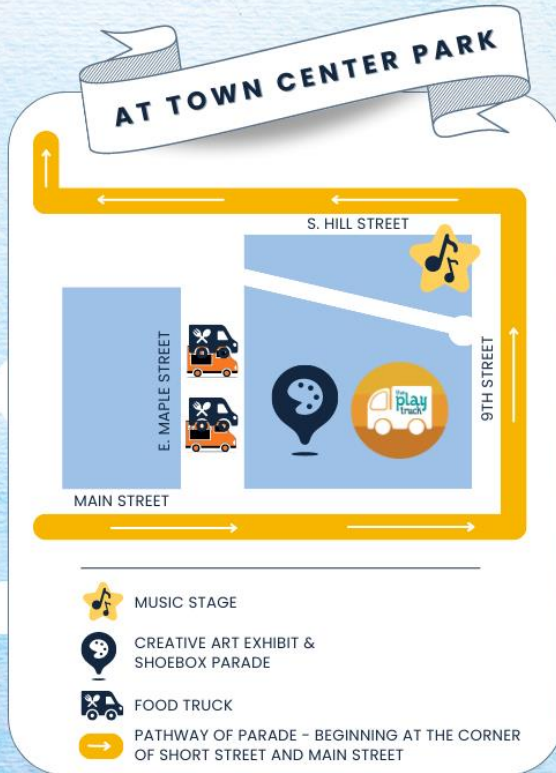 AT TOWN CENTER PARK
S. HILL STREET
E. MAPLE STREET
9TH STREET
the play
truck
MAIN STREET
MUSIC STAGE
CREATIVE ART EXHIBIT &
SHOEBOX PARADE
FOOD TRUCK
PATHWAY OF PARADE - BEGINNING AT THE CORNER
OF SHORT STREET AND MAIN STREET